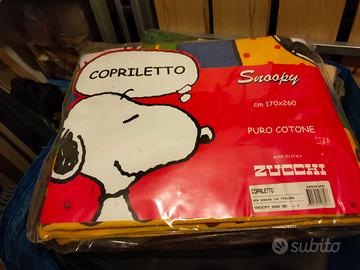 COPRILETTO
Snoopy
cm 170x260
PURO COTONE
MADE IN ITALY
ZUCCHI
COPRILETTO
subito